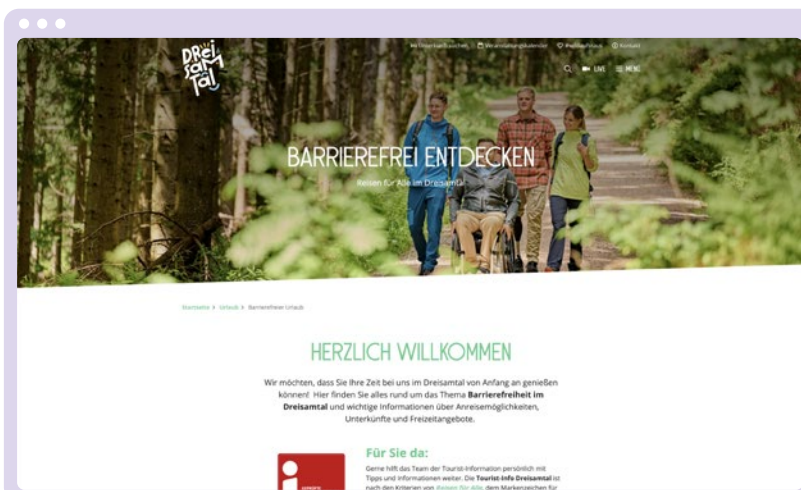 DREi
SAM
TAL
Unterkunft suchen Veranstaltungskalender Kontakt
LIVE MENÜ
BARRIEREFREI ENTDECKEN
Reisen für Alle im Dreisamtal
Startseite > Urlaub > Barrierefreier Urlaub
HERZLICH WILLKOMMEN
Wir möchten, dass Sie Ihre Zeit bei uns im Dreisamtal von Anfang an genießen
können! Hier finden Sie alles rund um das Thema Barrierefreiheit im
Dreisamtal und wichtige Informationen über Anreisemöglichkeiten,
Unterkünfte und Freizeitangebote.
Für Sie da:
Gerne hilft das Team der Tourist-Information persönlich mit
Tipps und Informationen weiter. Die Tourist-Info Dreisamtal ist
nach den Kriterien von Reisen für Alle, dem Markenzeichen für